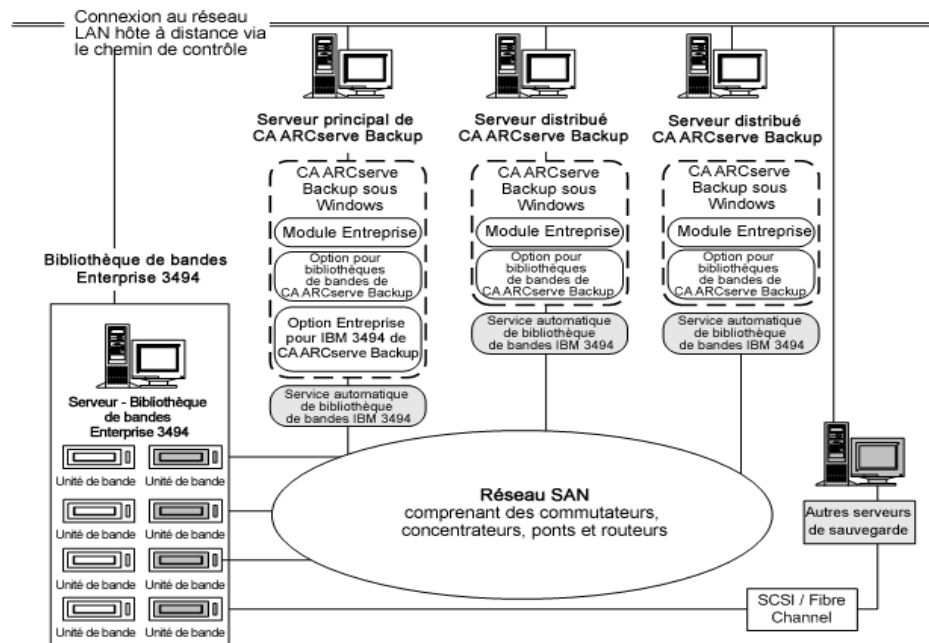 Connexion au réseau
LAN hôte à distance via
le chemin de contrôle
Serveur principal de
CA ARCserve Backup
Serveur distribué
CA ARCserve Backup
Serveur distribué
CA ARCserve Backup
CA ARCserve
Backup sous
Windows
Module Entreprise
Option pour
bibliothèques
de bandes de
CA ARCserve Backup
Option Entreprise
pour IBM 3494 de
CA ARCserve Backup
Service automatique
de bibliothèque
de bandes IBM 3494
CA ARCserve
Backup sous
Windows
Module Entreprise
Option pour
bibliothèques
de bandes de
CA ARCserve Backup
Service automatique
de bibliothèque de
bandes IBM 3494
CA ARCserve
Backup sous
Windows
Module Entreprise
Option pour
bibliothèques
de bandes de
CA ARCserve Backup
Service automatique
de bibliothèque de
bandes IBM 3494
Bibliothèque de bandes
Enterprise 3494
Serveur - Bibliothèque
de bandes
Enterprise 3494
Unité de bande
Unité de bande
Unité de bande
Unité de bande
Unité de bande
Unité de bande
Unité de bande
Unité de bande
Réseau SAN
comprenant des commutateurs,
concentrateurs, ponts et routeurs
Autres serveurs
de sauvegarde
SCSI / Fibre
Channel